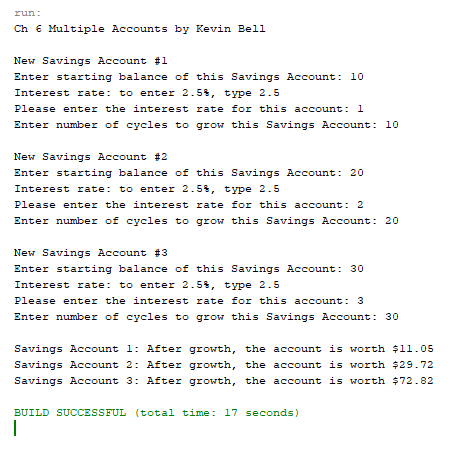 run:
Ch 6 Multiple Accounts by Kevin Bell
New Savings Account #1
Enter starting balance of this Savings Account: 10
Interest rate: to enter 2.5%, type 2.5
Please enter the interest rate for this account: 1
Enter number of cycles to grow this Savings Account: 10
New Savings Account #2
Enter starting balance of this Savings Account: 20
Interest rate: to enter 2.5%, type 2.5
Please enter the interest rate for this account: 2
Enter number of cycles to grow this Savings Account: 20
New Savings Account #3
Enter starting balance of this Savings Account: 30
Interest rate: to enter 2.5%, type 2.5
Please enter the interest rate for this account: 3
Enter number of cycles to grow this Savings Account: 30
Savings Account 1: After growth, the account is worth $11.05
Savings Account 2: After growth, the account is worth $29.72
Savings Account 3: After growth, the account is worth $72.82
BUILD SUCCESSFUL (total time: 17 seconds)